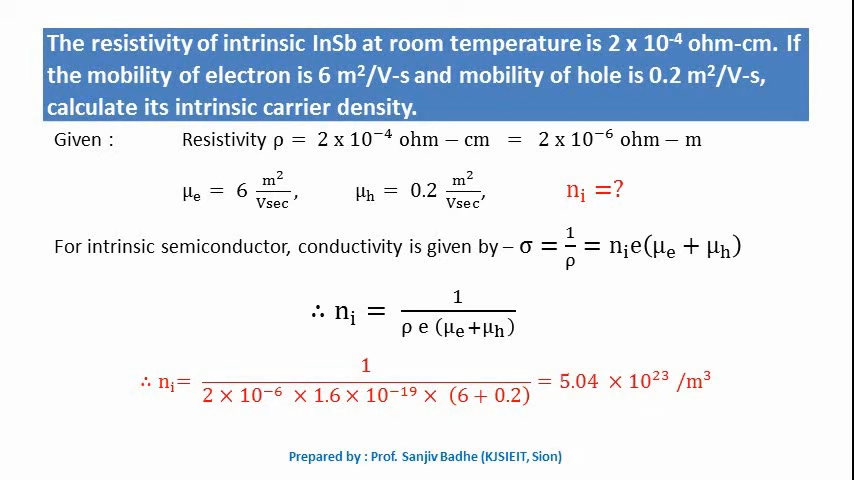 The resistivity of intrinsic InSb at room temperature is 2 x 10⁻⁴ ohm-cm. If
the mobility of electron is 6 m²/V-s and mobility of hole is 0.2 m²/V-s,
calculate its intrinsic carrier density.
Given : Resistivity ρ = 2 x 10⁻⁴ ohm − cm = 2 x 10⁻⁶ ohm − m
μₑ = 6 m²/Vsec, μₕ = 0.2 m²/Vsec, nᵢ =?
For intrinsic semiconductor, conductivity is given by – σ = 1/ρ = nᵢe(μₑ + μₕ)
∴ nᵢ = 1/(ρ e (μₑ+μₕ))
∴ nᵢ= 1/(2 × 10⁻⁶ × 1.6 × 10⁻¹⁹ × (6 + 0.2)) = 5.04 × 10²³ /m³
Prepared by : Prof. Sanjiv Badhe (KJSIEIT, Sion)